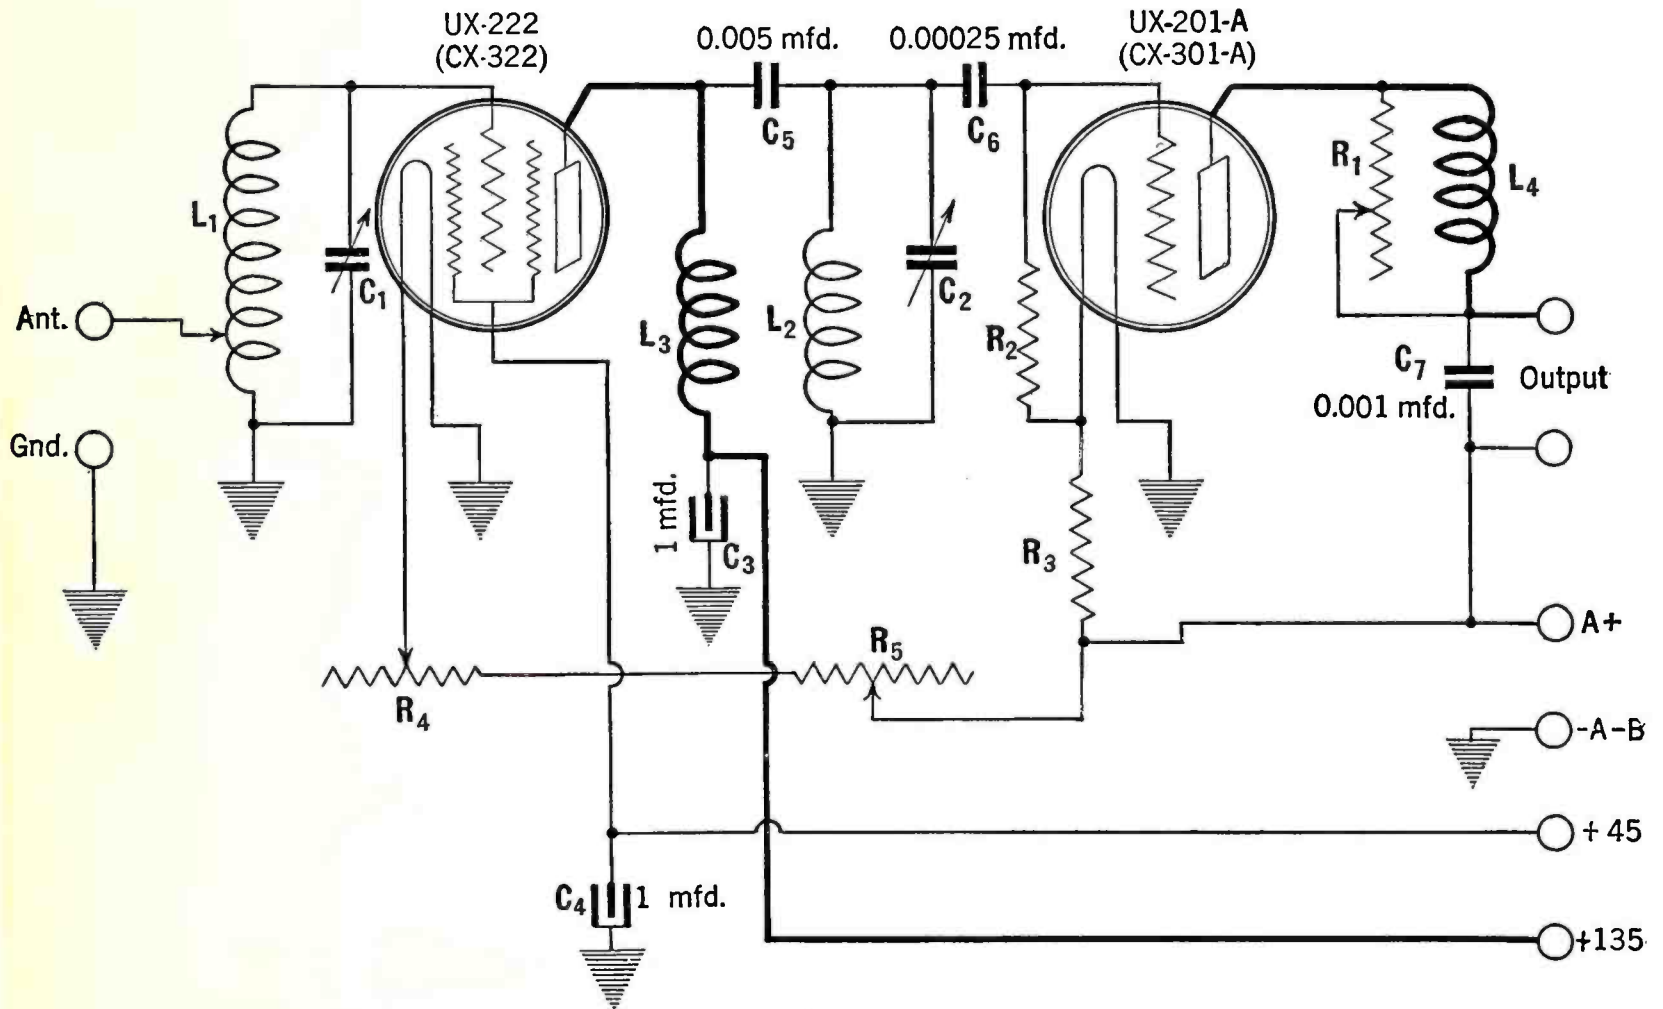 UX-222
(CX-322)
UX-201-A
(CX-301-A)
0.005 mfd.
0.00025 mfd.
C5
C6
R1
L4
L1
C1
L3
L2
C2
R2
Ant.
C7
Output
0.001 mfd.
Gnd.
1 mfd.
C3
R3
A+
R5
R4
-A-B
+45
C4
1 mfd.
+135